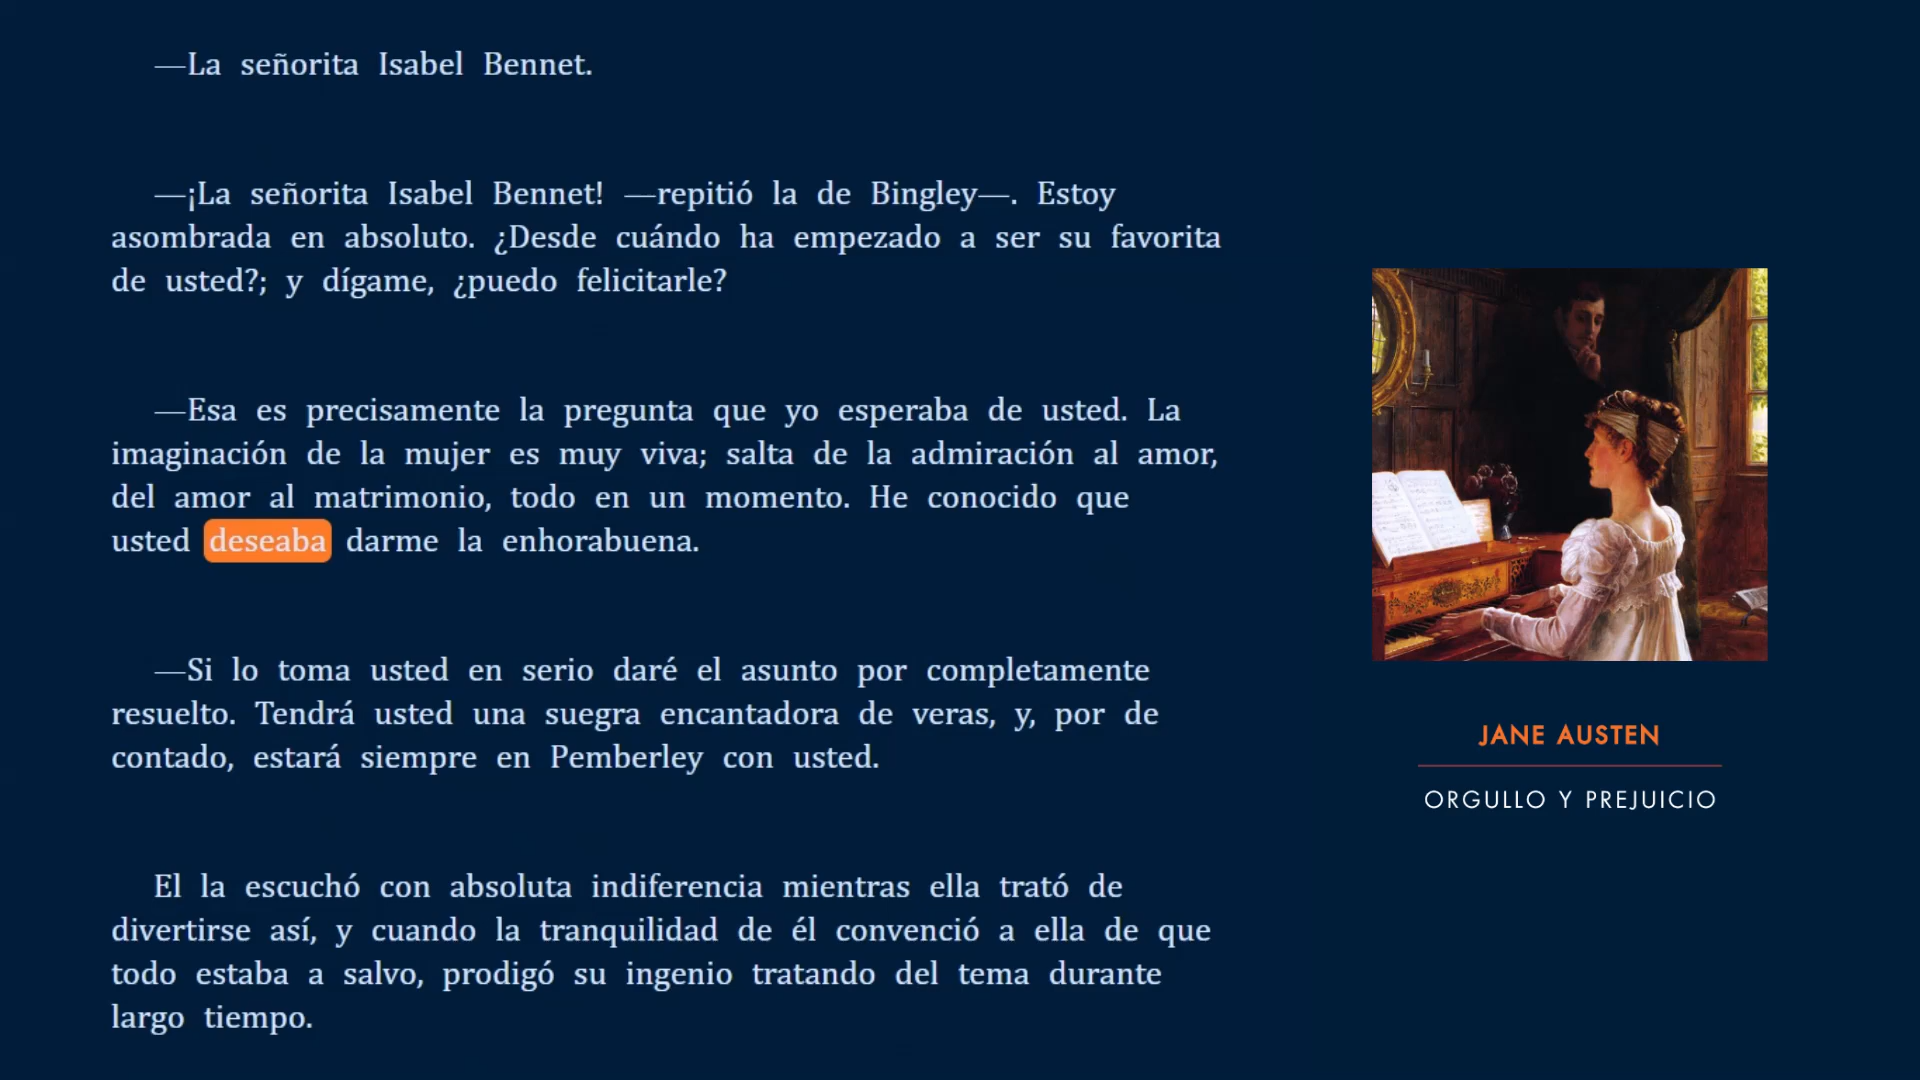 —La señorita Isabel Bennet.
—¡La señorita Isabel Bennet! —repitió la de Bingley—. Estoy
asombrada en absoluto. ¿Desde cuándo ha empezado a ser su favorita
de usted?; y dígame, ¿puedo felicitarle?
—Esa es precisamente la pregunta que yo esperaba de usted. La
imaginación de la mujer es muy viva; salta de la admiración al amor,
del amor al matrimonio, todo en un momento. He conocido que
usted deseaba darme la enhorabuena.
—Si lo toma usted en serio daré el asunto por completamente
resuelto. Tendrá usted una suegra encantadora de veras, y, por de
contado, estará siempre en Pemberley con usted.
El la escuchó con absoluta indiferencia mientras ella trató de
divertirse así, y cuando la tranquilidad de él convenció a ella de que
todo estaba a salvo, prodigó su ingenio tratando del tema durante
largo tiempo.
JANE AUSTEN
ORGULLO Y PREJUICIO